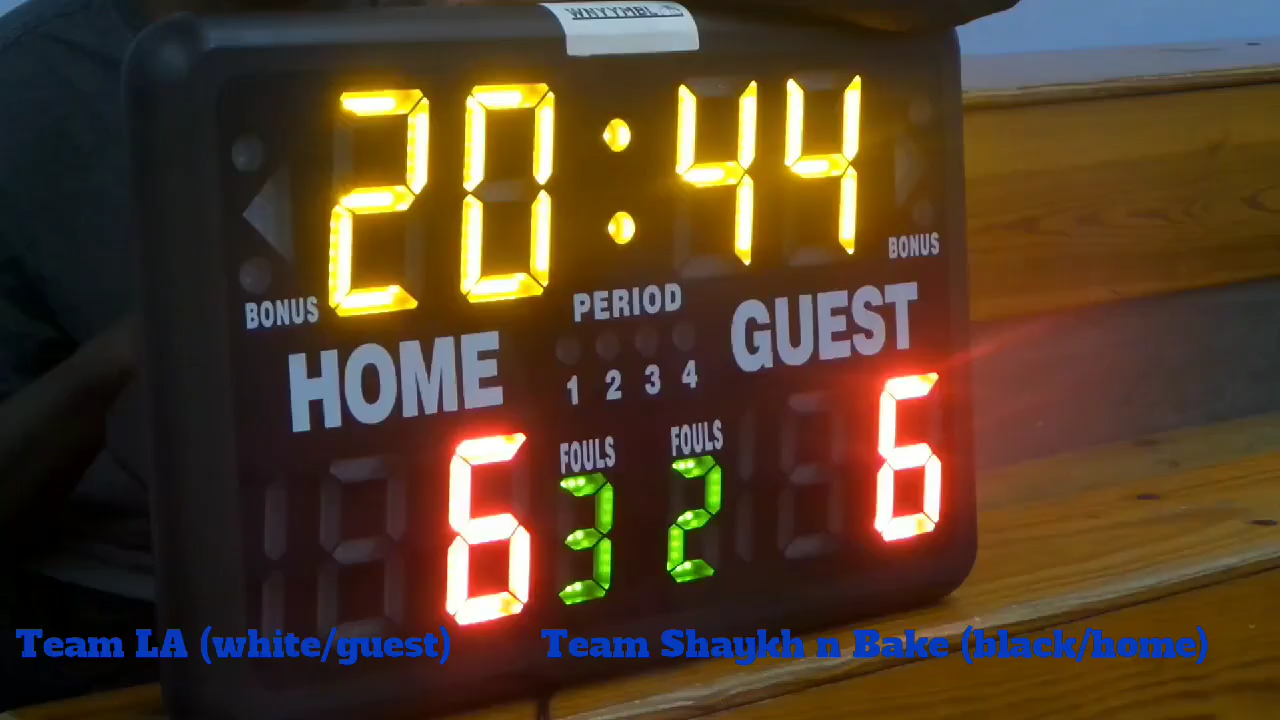 WNYYMBL
20:44
BONUS
BONUS
PERIOD
HOME
GUEST
1 2 3 4
FOULS
FOULS
6
3
2
6
Team LA (white/guest)
Team Shaykh n Bake (black/home)